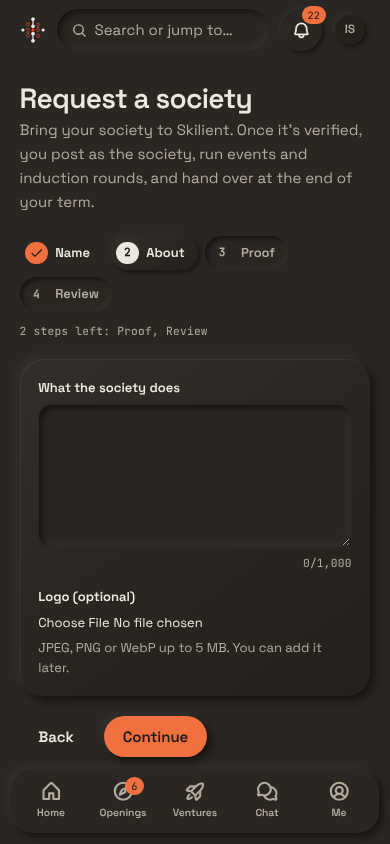 Search or jump to...
22
IS
Request a society
Bring your society to Skilient. Once it's verified,
you post as the society, run events and
induction rounds, and hand over at the end of
your term.
Name
2 About
3 Proof
4 Review
2 steps left: Proof, Review
What the society does
0/1,000
Logo (optional)
Choose File No file chosen
JPEG, PNG or WebP up to 5 MB. You can add it
later.
Back
Continue
6
Home
Openings
Ventures
Chat
Me